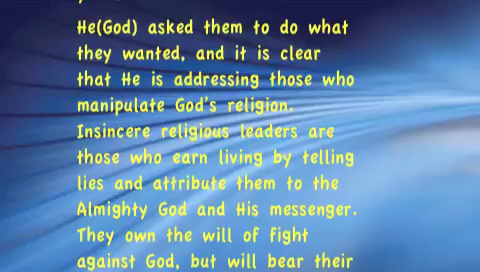 He(God) asked them to do what
they wanted, and it is clear
that He is addressing those who
manipulate God's religion.
Insincere religious leaders are
those who earn living by telling
lies and attribute them to the
Almighty God and His messenger.
They own the will of fight
against God, but will bear their